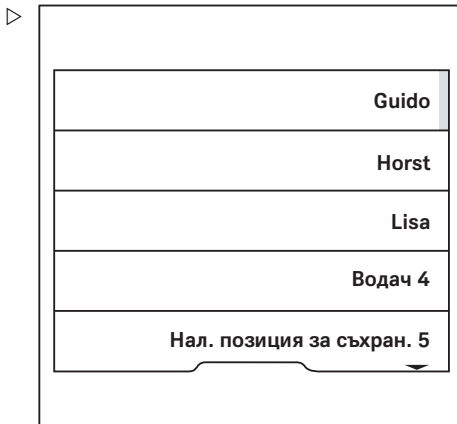 Guido
Horst
Lisa
Водач 4
Нал. позиция за съхран. 5